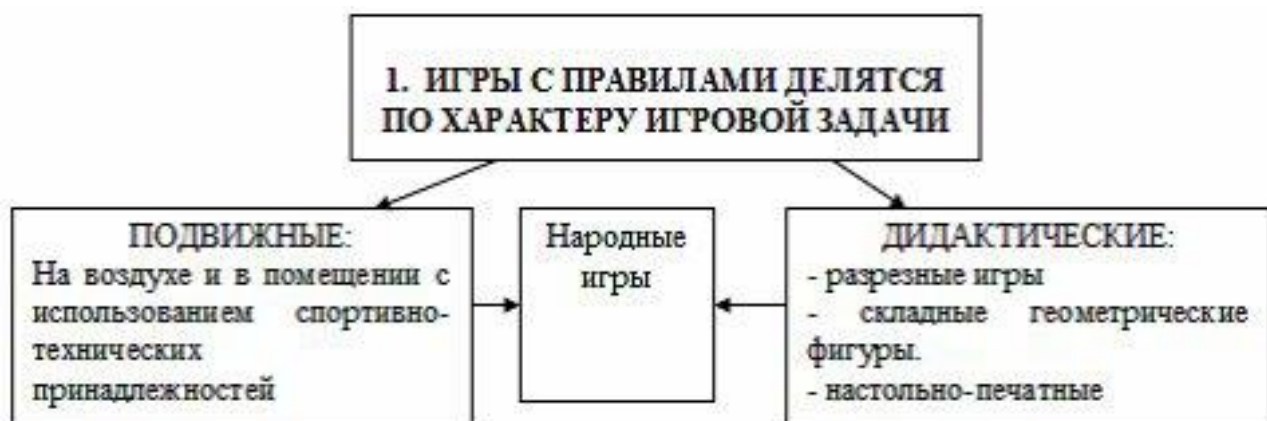 1. ИГРЫ С ПРАВИЛАМИ ДЕЛЯТСЯ
ПО ХАРАКТЕРУ ИГРОВОЙ ЗАДАЧИ
ПОДВИЖНЫЕ:
На воздухе и в помещении с
использованием спортивно-
технических
принадлежностей
Народные
игры
ДИДАКТИЧЕСКИЕ:
- разрезные игры
- складные геометрические
фигуры.
- настольно-печатные